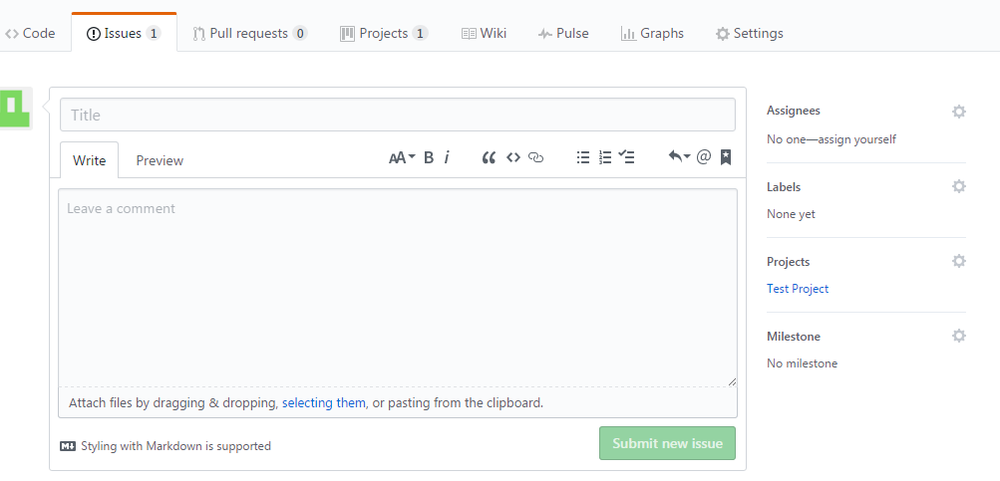 Code Issues 1 Pull requests 0 Projects 1 Wiki Pulse Graphs Settings
Title
Write Preview AA B i @
Leave a comment
Attach files by dragging & dropping, selecting them, or pasting from the clipboard.
Styling with Markdown is supported
Submit new issue
Assignees
No one—assign yourself
Labels
None yet
Projects
Test Project
Milestone
No milestone